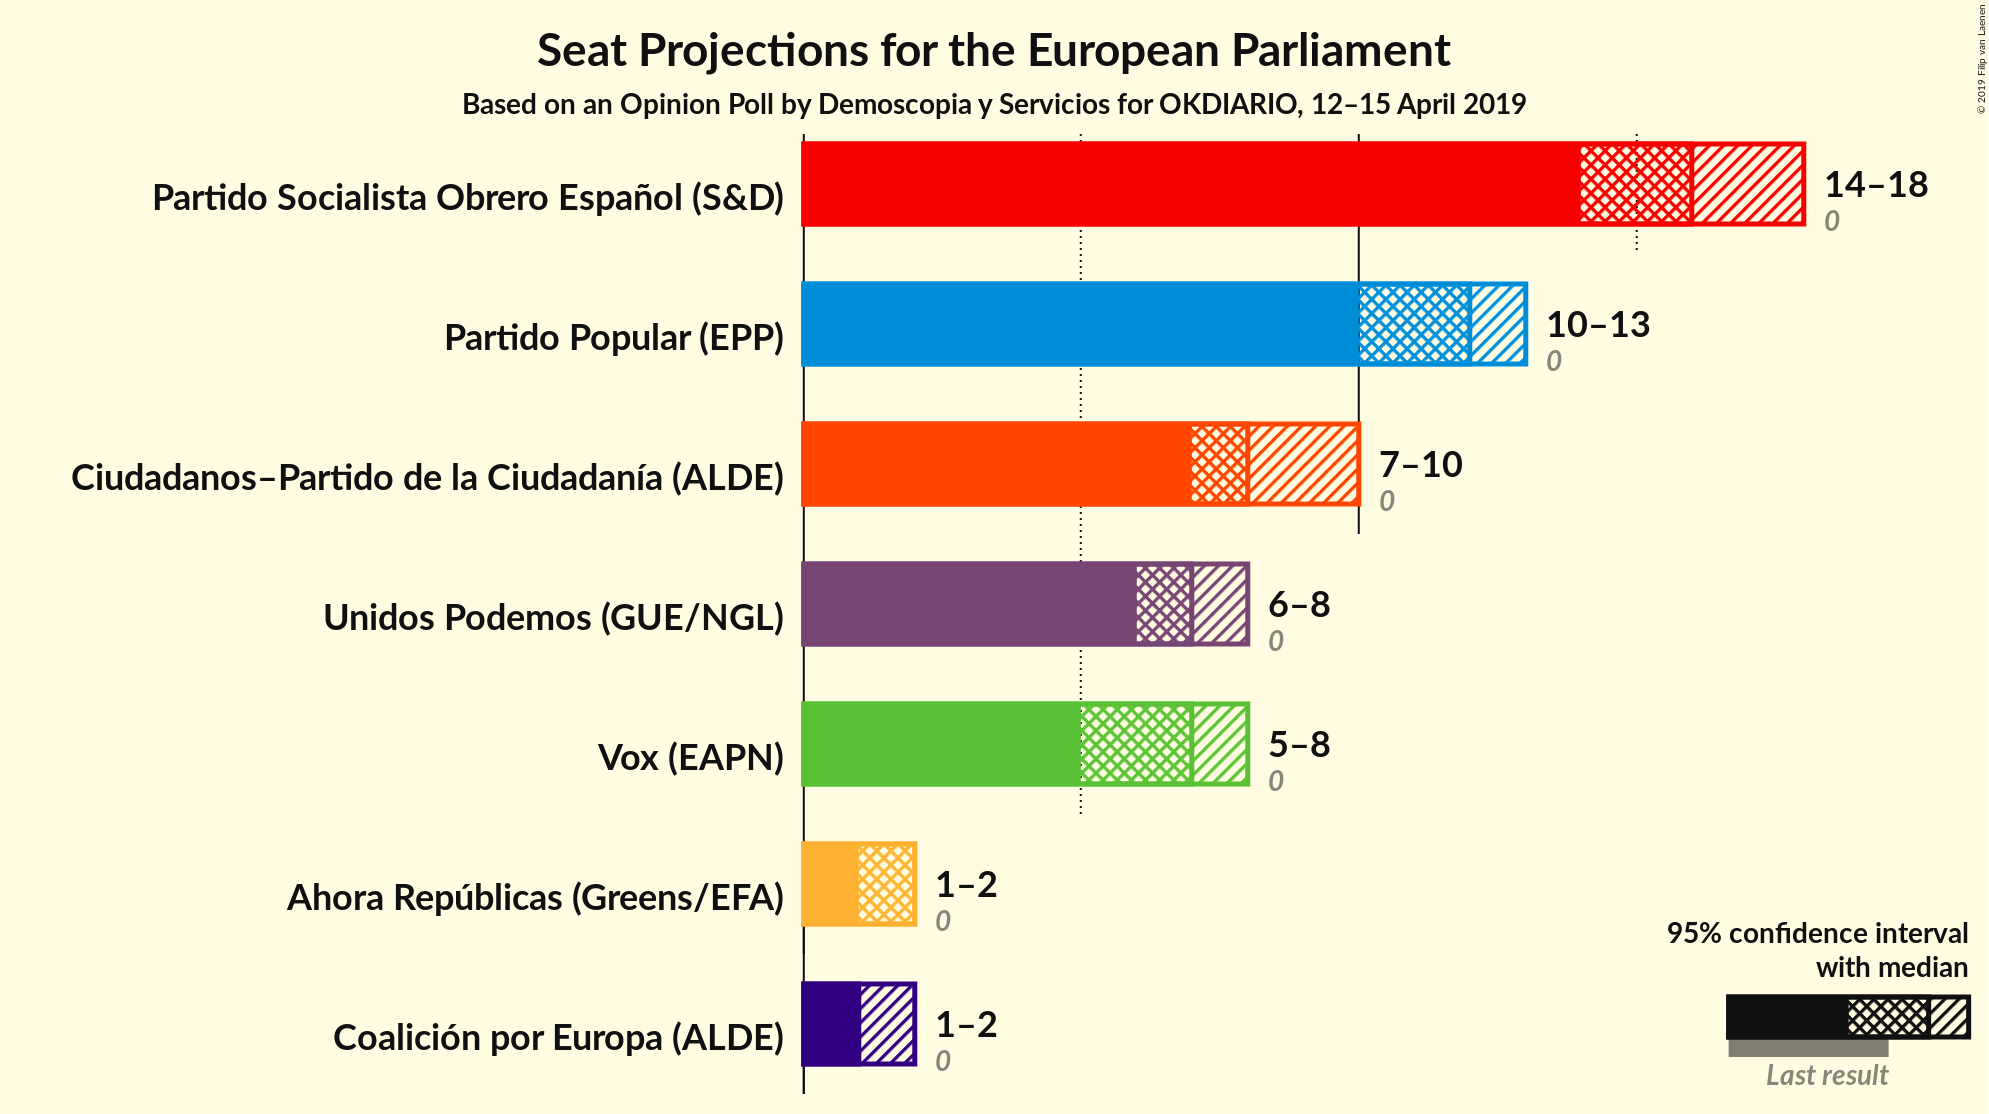 Seat Projections for the European Parliament
Based on an Opinion Poll by Demoscopia y Servicios for OKDIARIO, 12–15 April 2019
© 2019 Filip van Laenen
Partido Socialista Obrero Español (S&D)
14–18
0
Partido Popular (EPP)
10–13
0
Ciudadanos–Partido de la Ciudadanía (ALDE)
7–10
0
Unidos Podemos (GUE/NGL)
6–8
0
Vox (EAPN)
5–8
0
Ahora Repúblicas (Greens/EFA)
1–2
0
Coalición por Europa (ALDE)
1–2
0
95% confidence interval
with median
Last result